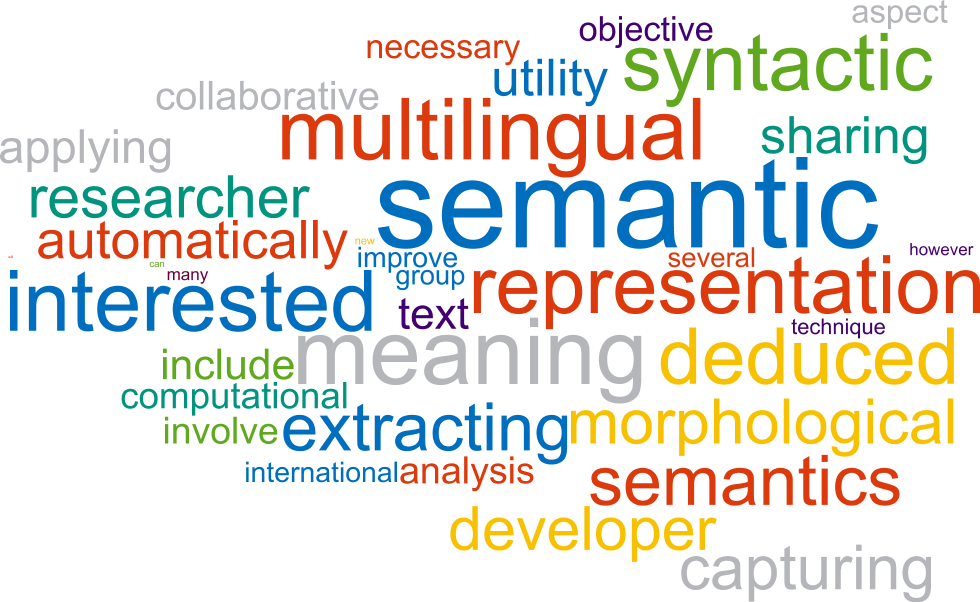 aspect
objective
necessary
syntactic
utility
collaborative
multilingual
sharing
applying
semantic
researcher
automatically
new
however
improve
several
can
many
group
interested
representation
text
technique
meaning
deduced
include
computational
extracting
morphological
involve
international
analysis
semantics
developer
capturing